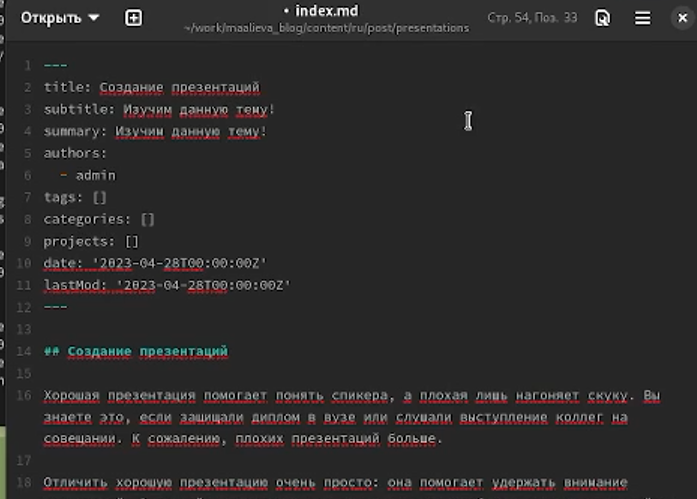 Открыть
• index.md
~/work/maalieva_blog/content/ru/post/presentations
Стр. 54, Поз. 33
1 ---
2 title: Создание презентаций
3 subtitle: Изучим данную тему!
4 summary: Изучим данную тему!
5 authors:
6 - admin
7 tags: []
8 categories: []
9 projects: []
10 date: '2023-04-28T00:00:00Z'
11 lastMod: '2023-04-28T00:00:00Z'
12 ---
13
14 ## Создание презентаций
15
16 Хорошая презентация помогает понять спикера, а плохая лишь нагоняет скуку. Вы
знаете это, если защищали диплом в вузе или слушали выступление коллег на
совещании. К сожалению, плохих презентаций больше.
17
18 Отличить хорошую презентацию очень просто: она помогает удержать внимание